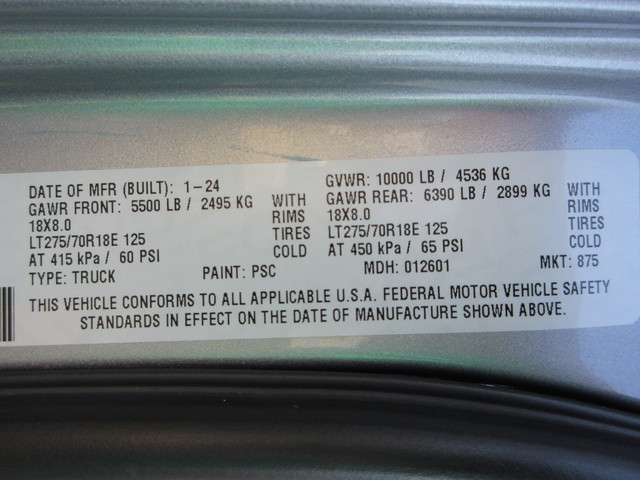 DATE OF MFR (BUILT): 1-24 GVWR: 10000 LB / 4536 KG
GAWR FRONT: 5500 LB / 2495 KG WITH GAWR REAR: 6390 LB / 2899 KG WITH
18X8.0 RIMS 18X8.0 RIMS
LT275/70R18E 125 TIRES LT275/70R18E 125 TIRES
AT 415 kPa / 60 PSI COLD AT 450 kPa / 65 PSI COLD
TYPE: TRUCK PAINT: PSC MDH: 012601 MKT: 875
THIS VEHICLE CONFORMS TO ALL APPLICABLE U.S.A. FEDERAL MOTOR VEHICLE SAFETY
STANDARDS IN EFFECT ON THE DATE OF MANUFACTURE SHOWN ABOVE.